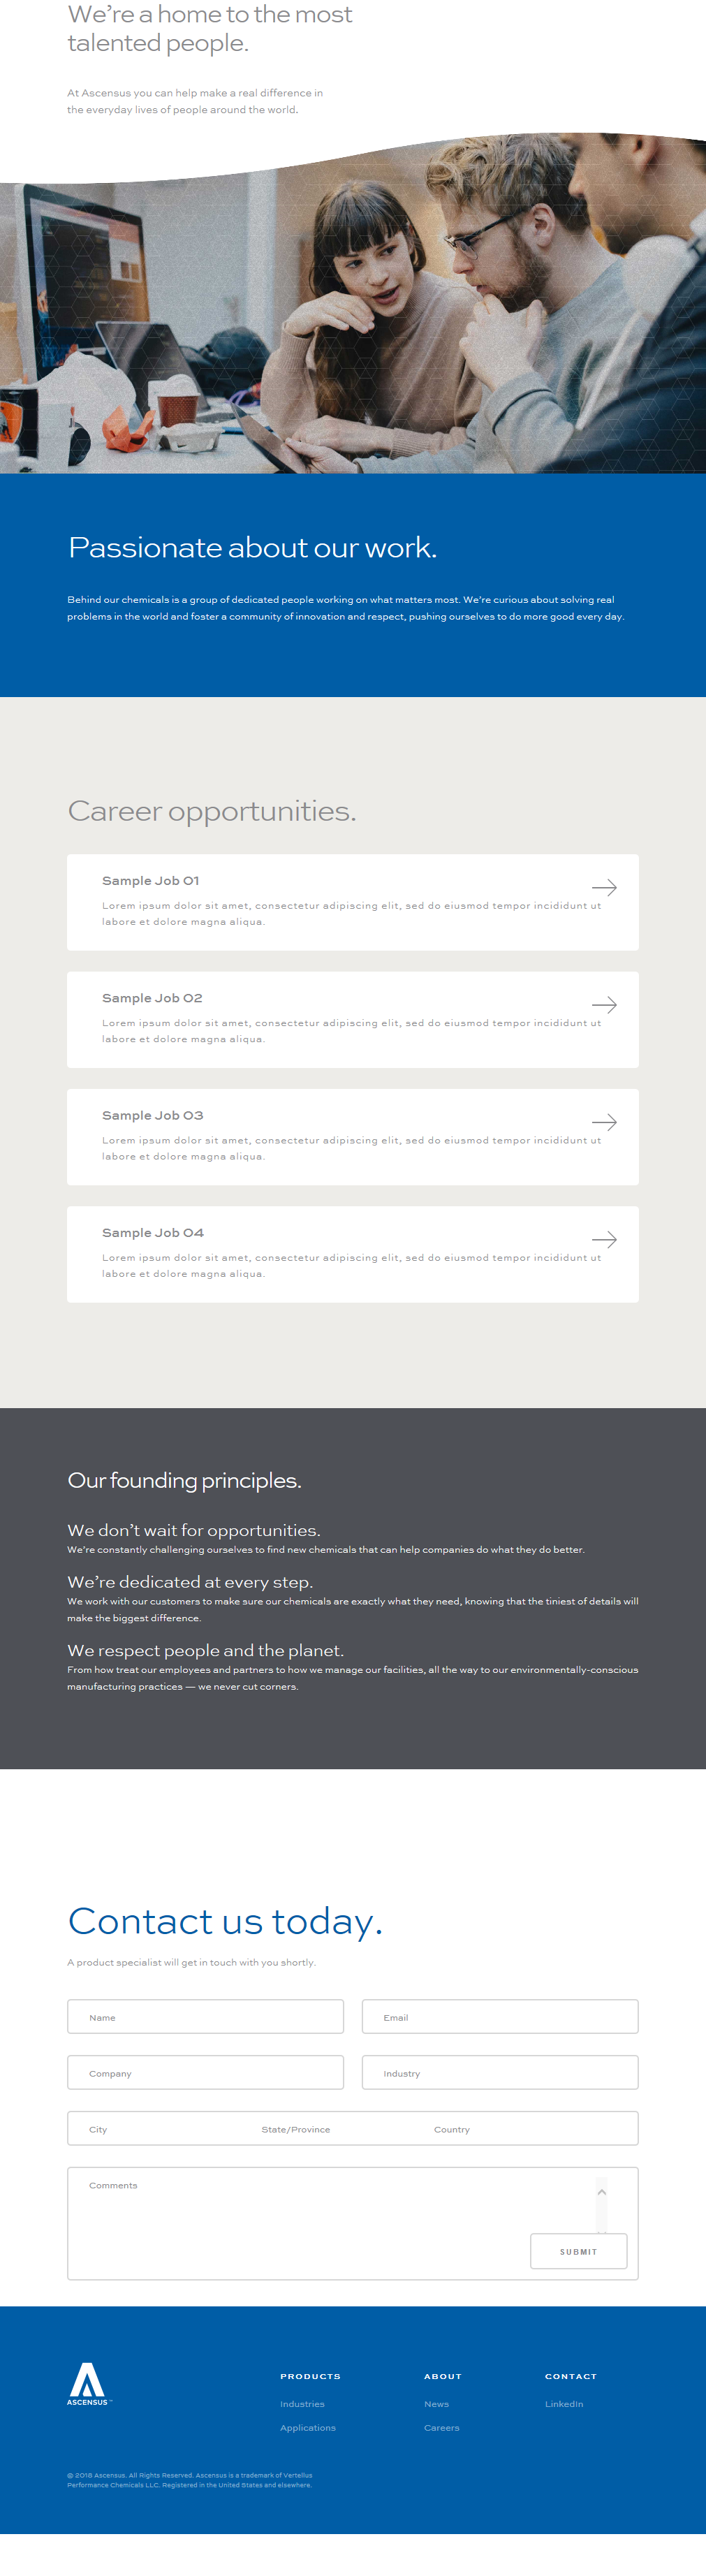 We're a home to the most
talented people.
At Ascensus you can help make a real difference in
the everyday lives of people around the world.
Passionate about our work.
Behind our chemicals is a group of dedicated people working on what matters most. We're curious about solving real
problems in the world and foster a community of innovation and respect, pushing ourselves to do more good every day.
Career opportunities.
Sample Job 01
Lorem ipsum dolor sit amet, consectetur adipiscing elit, sed do eiusmod tempor incididunt ut
labore et dolore magna aliqua.
Sample Job 02
Lorem ipsum dolor sit amet, consectetur adipiscing elit, sed do eiusmod tempor incididunt ut
labore et dolore magna aliqua.
Sample Job 03
Lorem ipsum dolor sit amet, consectetur adipiscing elit, sed do eiusmod tempor incididunt ut
labore et dolore magna aliqua.
Sample Job 04
Lorem ipsum dolor sit amet, consectetur adipiscing elit, sed do eiusmod tempor incididunt ut
labore et dolore magna aliqua.
Our founding principles.
We don't wait for opportunities.
We're constantly challenging ourselves to find new chemicals that can help companies do what they do better.
We're dedicated at every step.
We work with our customers to make sure our chemicals are exactly what they need, knowing that the tiniest of details will
make the biggest difference.
We respect people and the planet.
From how treat our employees and partners to how we manage our facilities, all the way to our environmentally-conscious
manufacturing practices — we never cut corners.
Contact us today.
A product specialist will get in touch with you shortly.
Name Email
Company Industry
City State/Province Country
Comments
SUBMIT
PRODUCTS ABOUT CONTACT
Industries News LinkedIn
Applications Careers
ASCENSUS™
© 2016 Ascensus. All Rights Reserved. Ascensus is a trademark of Vertellus
Performance Chemicals LLC. Registered in the United States and elsewhere.